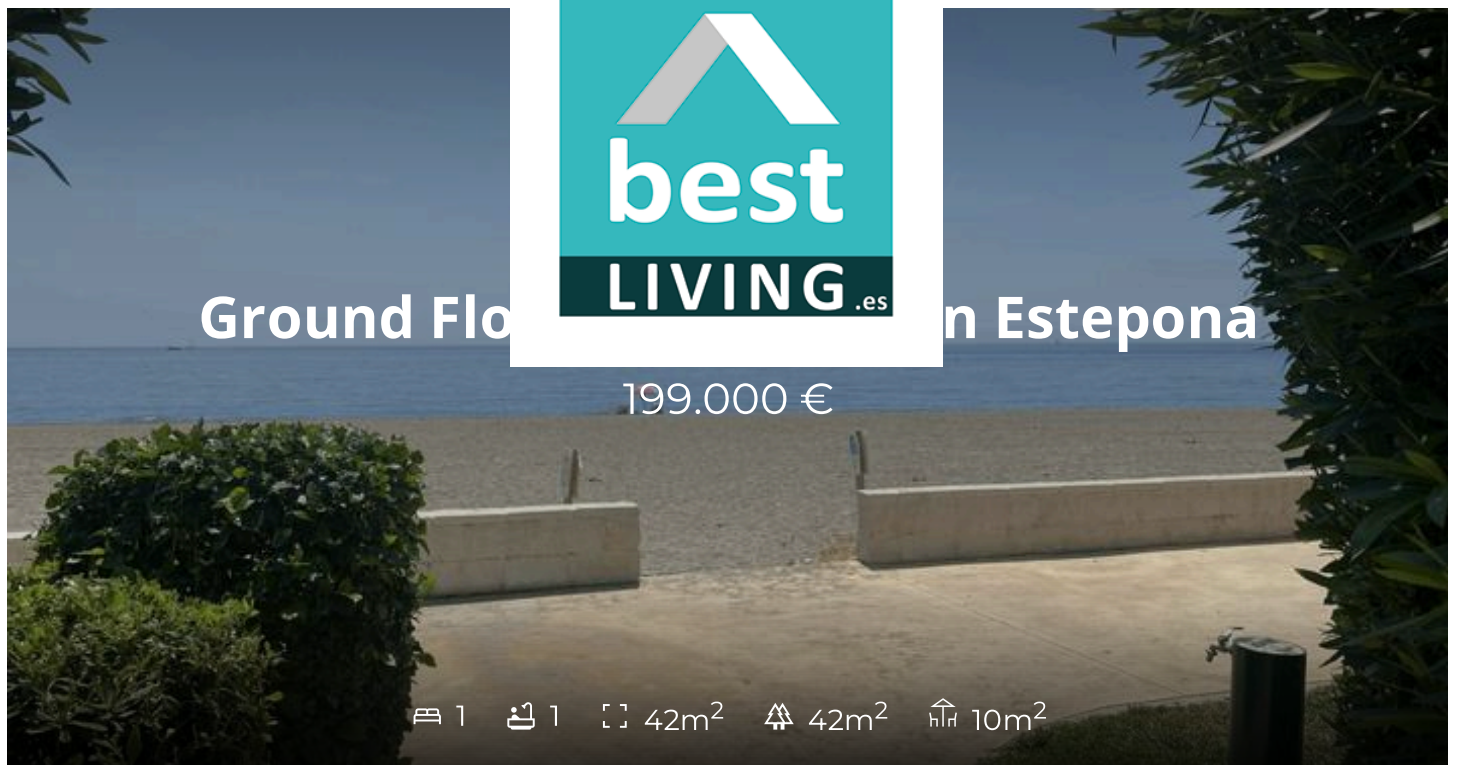 best
LIVING.es
Ground Flo n Estepona
199.000 €
1 1 42m² 42m² 10m²